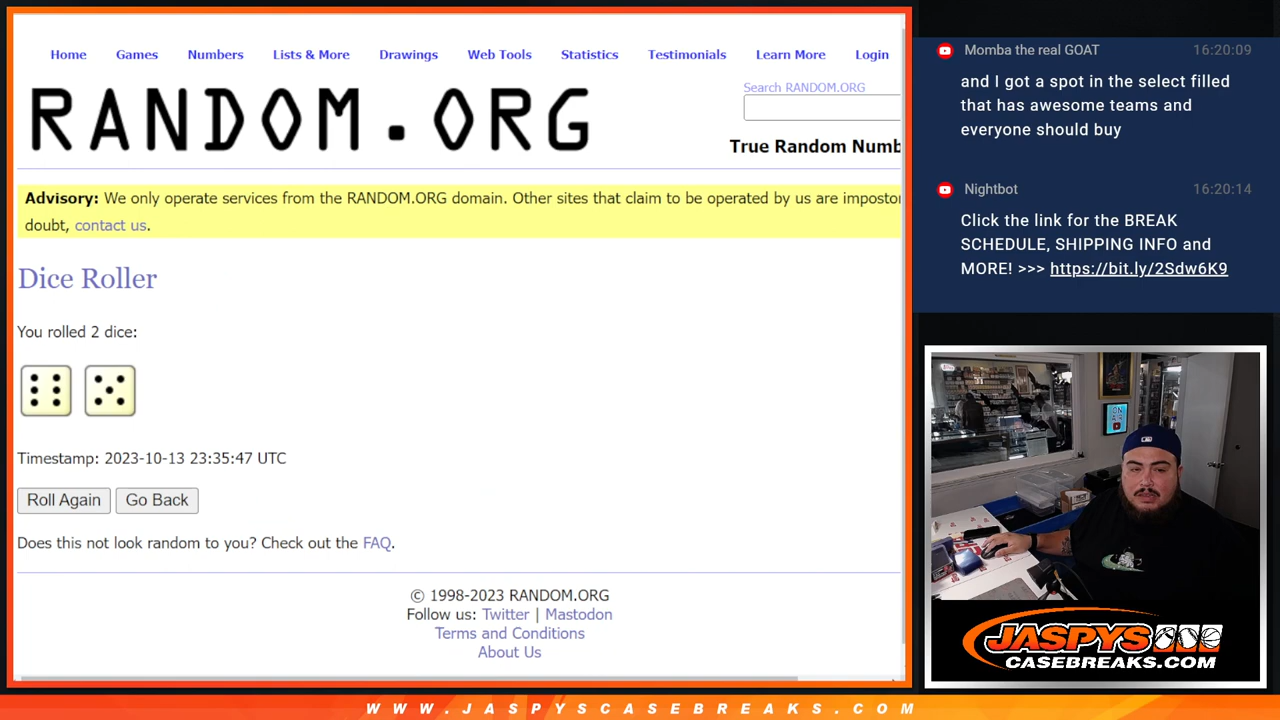 Home Games Numbers Lists & More Drawings Web Tools Statistics Testimonials Learn More Login
RANDOM.ORG
Search RANDOM.ORG
True Random Numb
Advisory: We only operate services from the RANDOM.ORG domain. Other sites that claim to be operated by us are impostor
doubt, contact us.
Dice Roller
You rolled 2 dice:
Timestamp: 2023-10-13 23:35:47 UTC
Roll Again Go Back
Does this not look random to you? Check out the FAQ.
© 1998-2023 RANDOM.ORG
Follow us: Twitter | Mastodon
Terms and Conditions
About Us
Momba the real GOAT 16:20:09
and I got a spot in the select filled
that has awesome teams and
everyone should buy
Nightbot 16:20:14
Click the link for the BREAK
SCHEDULE, SHIPPING INFO and
MORE! >>> https://bit.ly/2Sdw6K9
JASPYS
CASEBREAKS.COM
WWW.JASPYSCASEBREAKS.COM